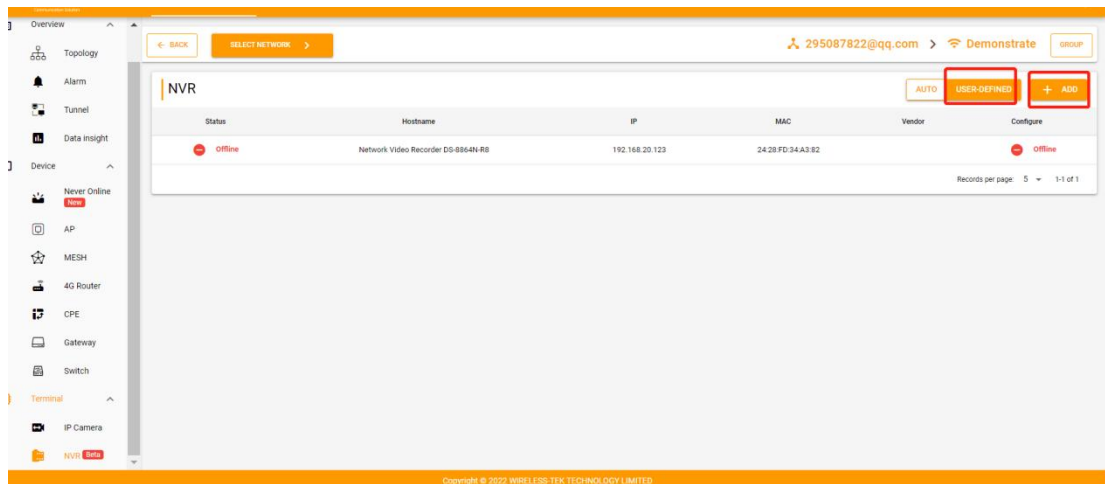 Overview
Topology
Alarm
Tunnel
Data insight
Device
Never Online
New
AP
MESH
4G Router
CPE
Gateway
Switch
Terminal
IP Camera
NVR Beta
← BACK
SELECT NETWORK >
295087822@qq.com > Demonstrate
GROUP
NVR
AUTO
USER-DEFINED
+ ADD
Status Hostname IP MAC Vendor Configure
Offline Network Video Recorder DS-8864N-R8 192.168.20.123 24:28:FD:34:A3:82 Offline
Records per page: 5 1-1 of 1
Copyright © 2022 WIRELESS-TEK TECHNOLOGY LIMITED